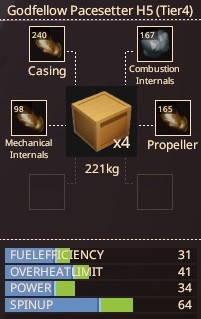 Godfellow Pacesetter H5 (Tier4)
240
167
Casing
Combustion
Internals
98
165
x4
Mechanical
Internals
Propeller
221kg
FUELEFFICIENCY 31
OVERHEATLIMIT 41
POWER 34
SPINUP 64